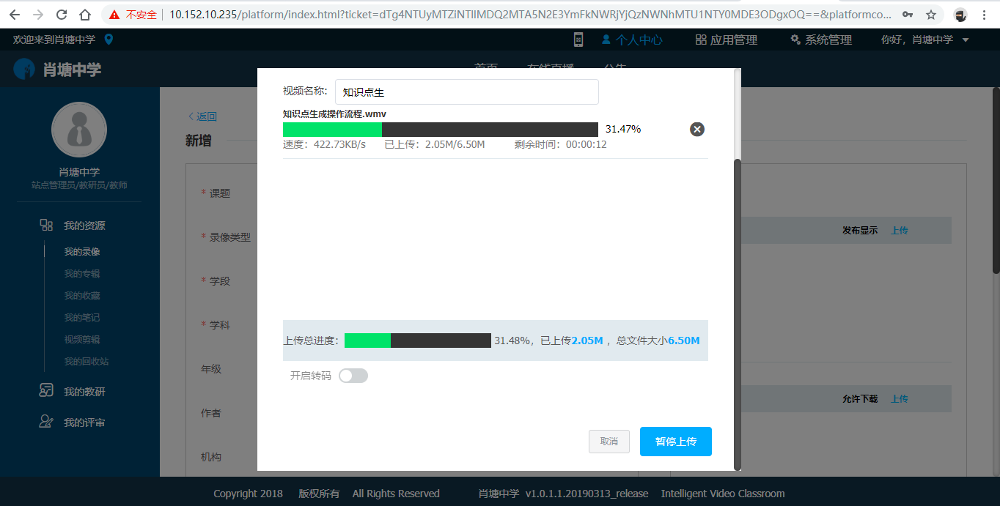 不安全 10.152.10.235/platform/index.html?ticket=dTg4NTUyMTZiNTllMDQ2MTA5N2E3YmFkNWRjYjQzNWNhMTU1NTY0MDE3ODgxOQ==&platformco...
欢迎来到肖塘中学 个人中心 应用管理 系统管理 你好，肖塘中学
肖塘中学 首页 在线直播 公告
视频名称： 知识点生
知识点生成操作流程.wmv
31.47%
速度：422.73KB/s 已上传：2.05M/6.50M 剩余时间：00:00:12
返回
新增
肖塘中学
站点管理员/教研员/教师
* 课题
我的资源
发布显示 上传
* 录像类型
我的录像
我的专辑
* 学段
我的收藏
我的笔记
* 学科
视频剪辑
上传总进度： 31.48%，已上传2.05M ，总文件大小6.50M
我的回收站
年级
开启转码
我的教研
允许下载 上传
作者
我的评审
取消 暂停上传
机构
Copyright 2018 版权所有 All Rights Reserved 肖塘中学 v1.0.1.1.20190313_release Intelligent Video Classroom